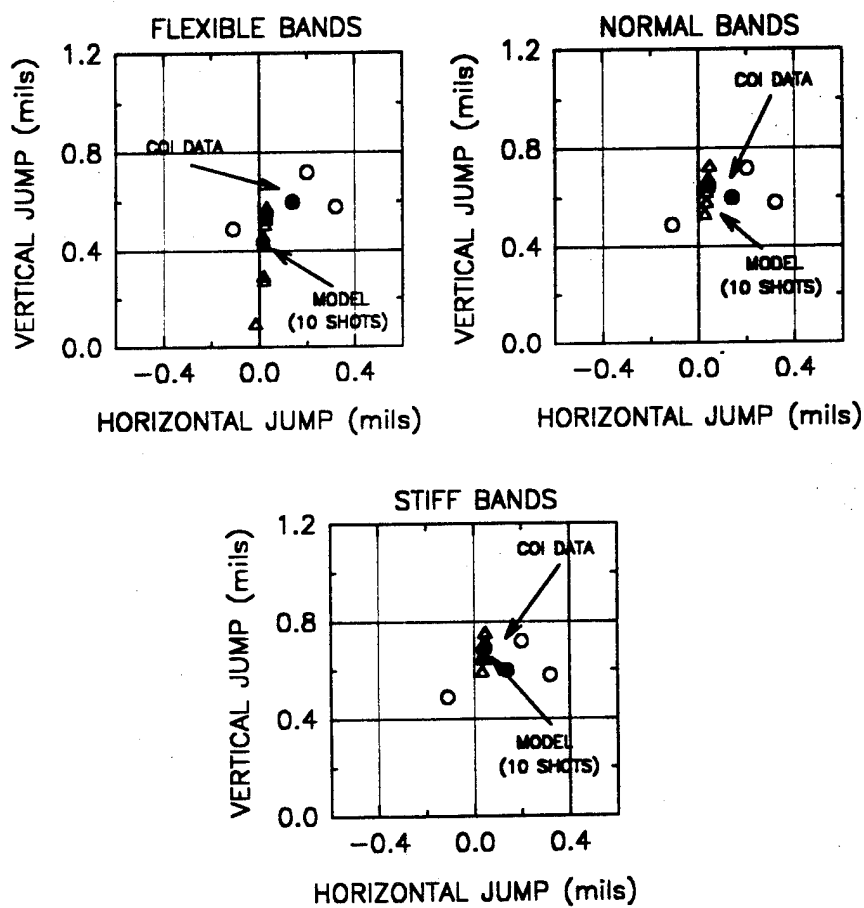 FLEXIBLE BANDS
1.2
0.8
0.4
0.0
VERTICAL JUMP (mils)
COI DATA
MODEL
(10 SHOTS)
−0.4 0.0 0.4
HORIZONTAL JUMP (mils)
NORMAL BANDS
1.2
0.8
0.4
0.0
VERTICAL JUMP (mils)
COI DATA
MODEL
(10 SHOTS)
−0.4 0.0 0.4
HORIZONTAL JUMP (mils)
STIFF BANDS
1.2
0.8
0.4
0.0
VERTICAL JUMP (mils)
COI DATA
MODEL
(10 SHOTS)
−0.4 0.0 0.4
HORIZONTAL JUMP (mils)